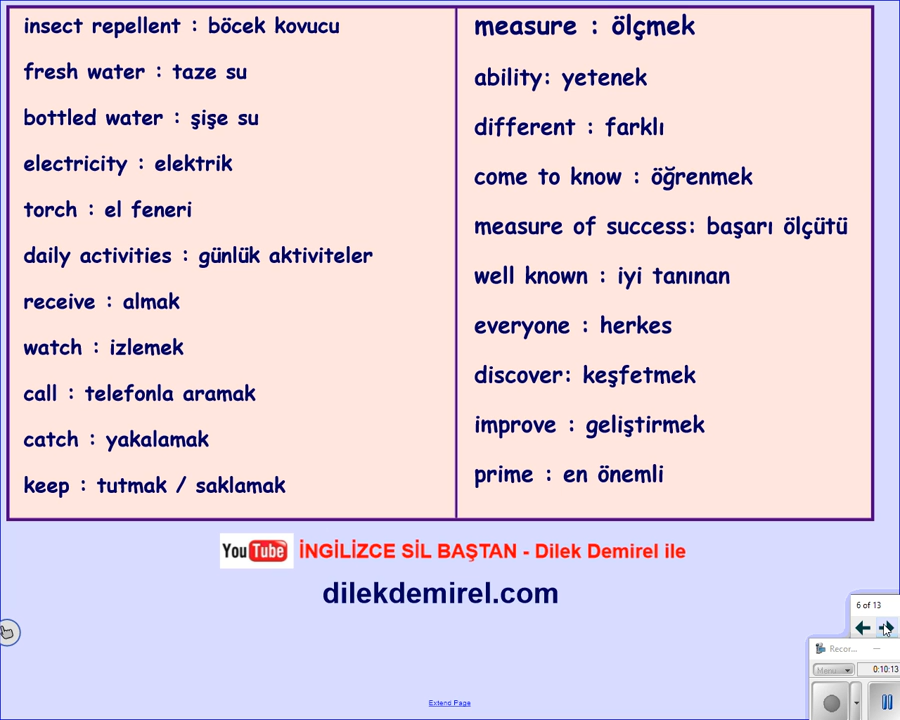 insect repellent : böcek kovucu
fresh water : taze su
bottled water : şişe su
electricity : elektrik
torch : el feneri
daily activities : günlük aktiviteler
receive : almak
watch : izlemek
call : telefonla aramak
catch : yakalamak
keep : tutmak / saklamak
measure : ölçmek
ability: yetenek
different : farklı
come to know : öğrenmek
measure of success: başarı ölçütü
well known : iyi tanınan
everyone : herkes
discover: keşfetmek
improve : geliştirmek
prime : en önemli
YouTube İNGİLİZCE SİL BAŞTAN - Dilek Demirel ile
dilekdemirel.com
6 of 13
Recor...
Menu
0:10:13
Extend Page